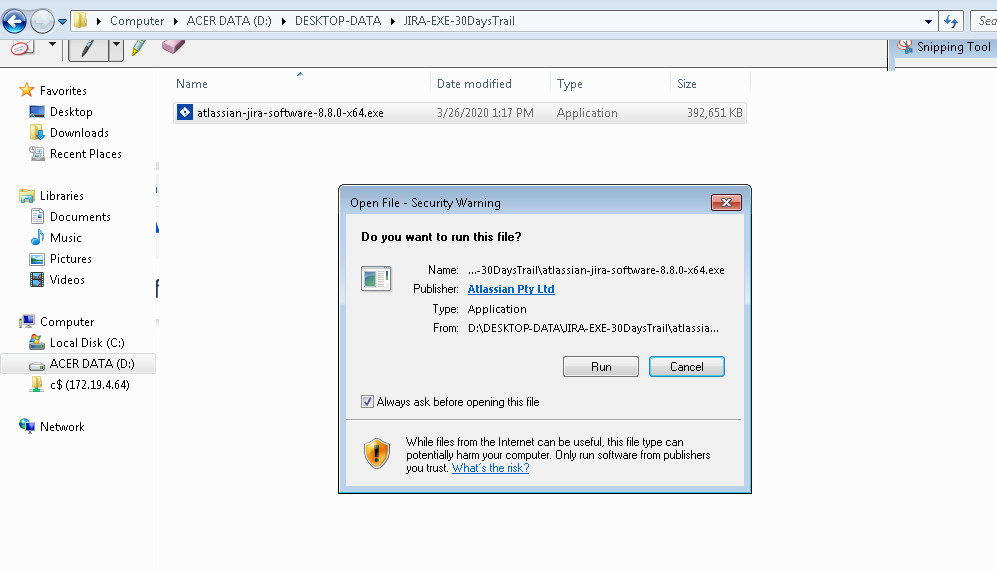 Computer ▸ ACER DATA (D:) ▸ DESKTOP-DATA ▸ JIRA-EXE-30DaysTrail
Sea
Snipping Tool
Name Date modified Type Size
atlassian-jira-software-8.8.0-x64.exe 3/26/2020 1:17 PM Application 392,651 KB
Favorites
Desktop
Downloads
Recent Places
Libraries
Documents
Music
Pictures
Videos
Computer
Local Disk (C:)
ACER DATA (D:)
c$ (172.19.4.64)
Network
Open File - Security Warning
Do you want to run this file?
Name: ...-30DaysTrail\atlassian-jira-software-8.8.0-x64.exe
Publisher: Atlassian Pty Ltd
Type: Application
From: D:\DESKTOP-DATA\JIRA-EXE-30DaysTrail\atlassia...
Run Cancel
Always ask before opening this file
While files from the Internet can be useful, this file type can
potentially harm your computer. Only run software from publishers
you trust. What's the risk?